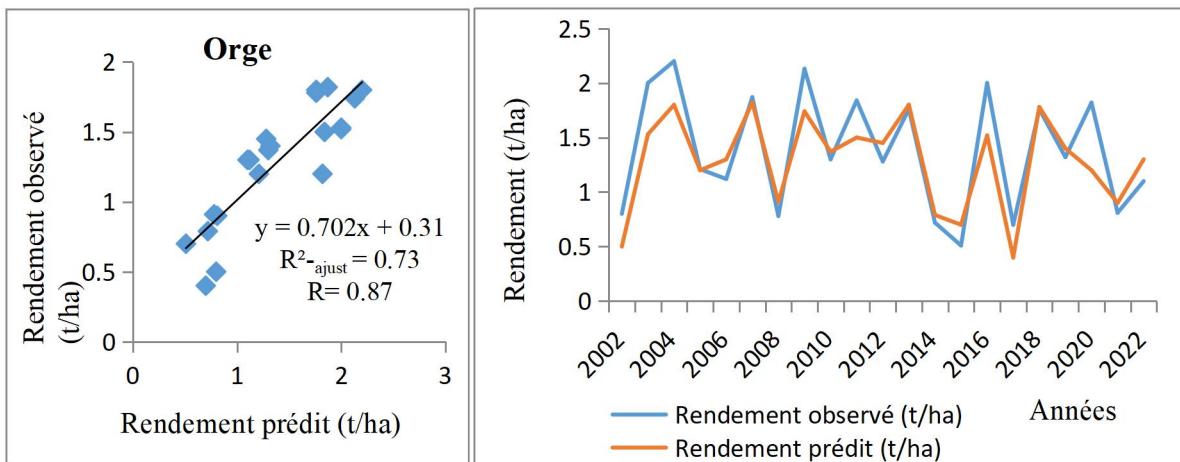 Orge
2
1.5
1
0.5
0
0
1
2
3
Rendement observé
(t/ha)
y = 0.702x + 0.31
R²-ajust = 0.73
R= 0.87
Rendement prédit (t/ha)
2.5
2
1.5
1
0.5
0
Rendement (t/ha)
2002
2004
2006
2008
2010
2012
2014
2016
2018
2020
2022
Années
Rendement observé (t/ha)
Rendement prédit (t/ha)